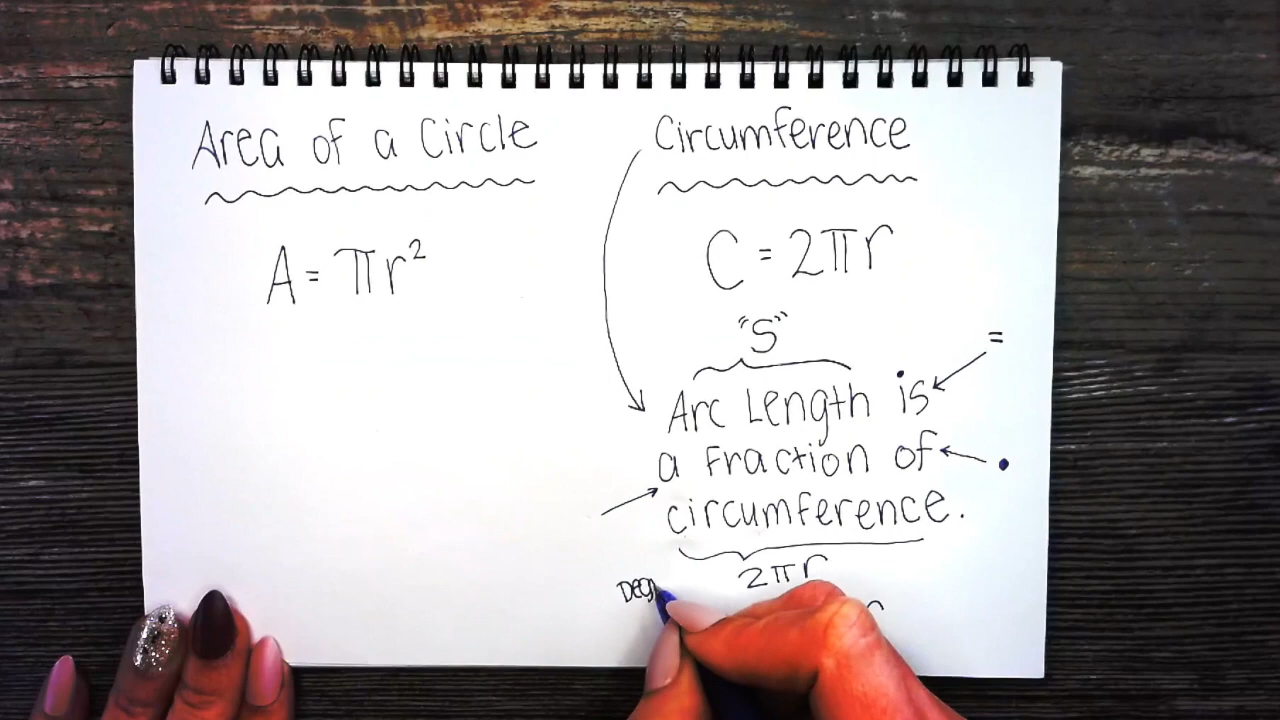 Area of a Circle
A = πr²
Circumference
C = 2πr
"S"
=
Arc Length is
a Fraction of
circumference.
2πr